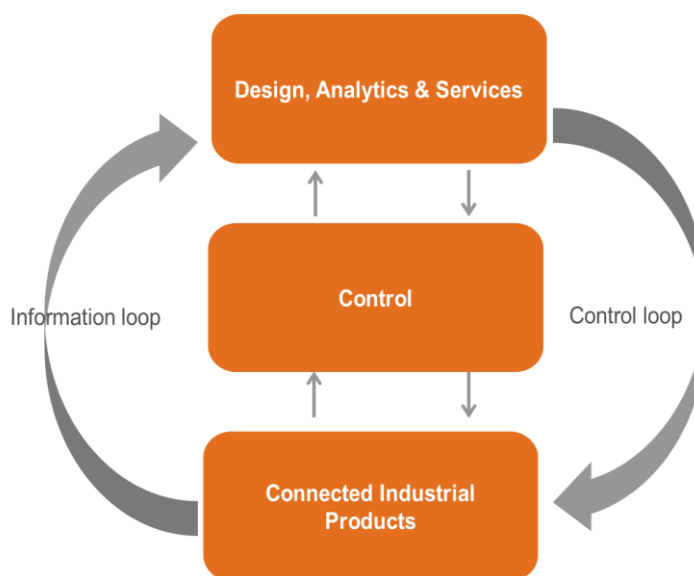 Design, Analytics & Services
Information loop
Control
Control loop
Connected Industrial
Products